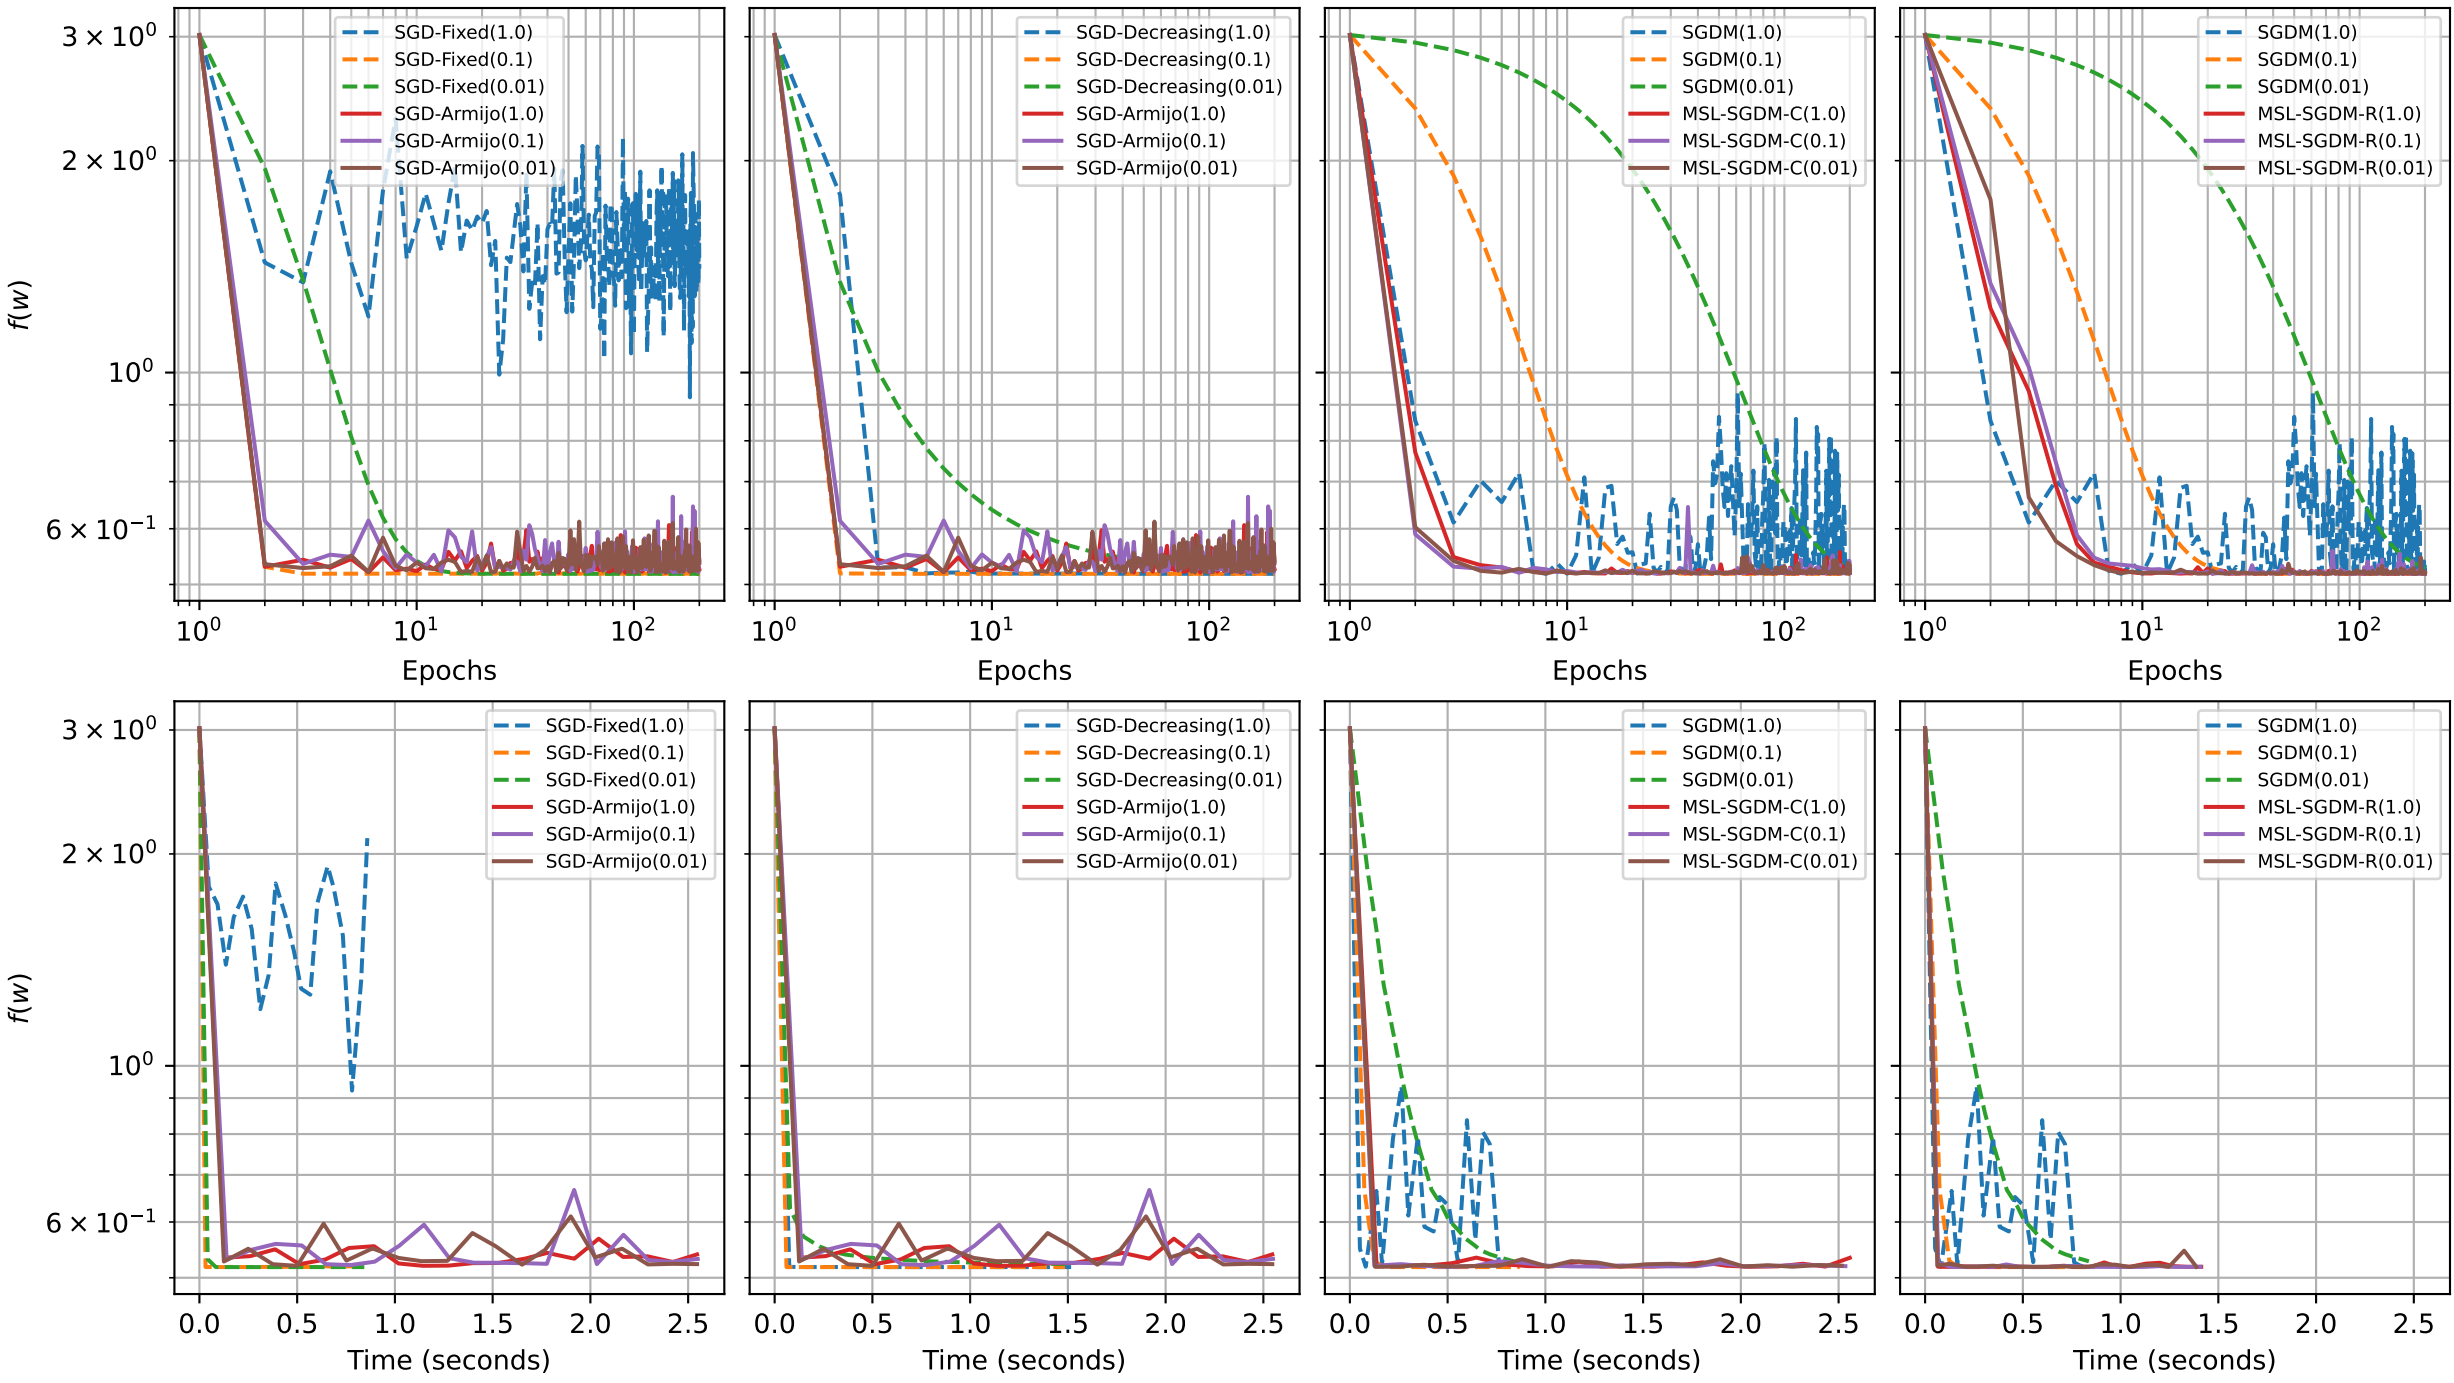 f(w)
3 × 10⁰
2 × 10⁰
10⁰
6 × 10⁻¹
SGD-Fixed(1.0)
SGD-Fixed(0.1)
SGD-Fixed(0.01)
SGD-Armijo(1.0)
SGD-Armijo(0.1)
SGD-Armijo(0.01)
10⁰ 10¹ 10²
Epochs
SGD-Decreasing(1.0)
SGD-Decreasing(0.1)
SGD-Decreasing(0.01)
SGD-Armijo(1.0)
SGD-Armijo(0.1)
SGD-Armijo(0.01)
10⁰ 10¹ 10²
Epochs
SGDM(1.0)
SGDM(0.1)
SGDM(0.01)
MSL-SGDM-C(1.0)
MSL-SGDM-C(0.1)
MSL-SGDM-C(0.01)
10⁰ 10¹ 10²
Epochs
SGDM(1.0)
SGDM(0.1)
SGDM(0.01)
MSL-SGDM-R(1.0)
MSL-SGDM-R(0.1)
MSL-SGDM-R(0.01)
10⁰ 10¹ 10²
Epochs
f(w)
3 × 10⁰
2 × 10⁰
10⁰
6 × 10⁻¹
SGD-Fixed(1.0)
SGD-Fixed(0.1)
SGD-Fixed(0.01)
SGD-Armijo(1.0)
SGD-Armijo(0.1)
SGD-Armijo(0.01)
0.0 0.5 1.0 1.5 2.0 2.5
Time (seconds)
SGD-Decreasing(1.0)
SGD-Decreasing(0.1)
SGD-Decreasing(0.01)
SGD-Armijo(1.0)
SGD-Armijo(0.1)
SGD-Armijo(0.01)
0.0 0.5 1.0 1.5 2.0 2.5
Time (seconds)
SGDM(1.0)
SGDM(0.1)
SGDM(0.01)
MSL-SGDM-C(1.0)
MSL-SGDM-C(0.1)
MSL-SGDM-C(0.01)
0.0 0.5 1.0 1.5 2.0 2.5
Time (seconds)
SGDM(1.0)
SGDM(0.1)
SGDM(0.01)
MSL-SGDM-R(1.0)
MSL-SGDM-R(0.1)
MSL-SGDM-R(0.01)
0.0 0.5 1.0 1.5 2.0 2.5
Time (seconds)